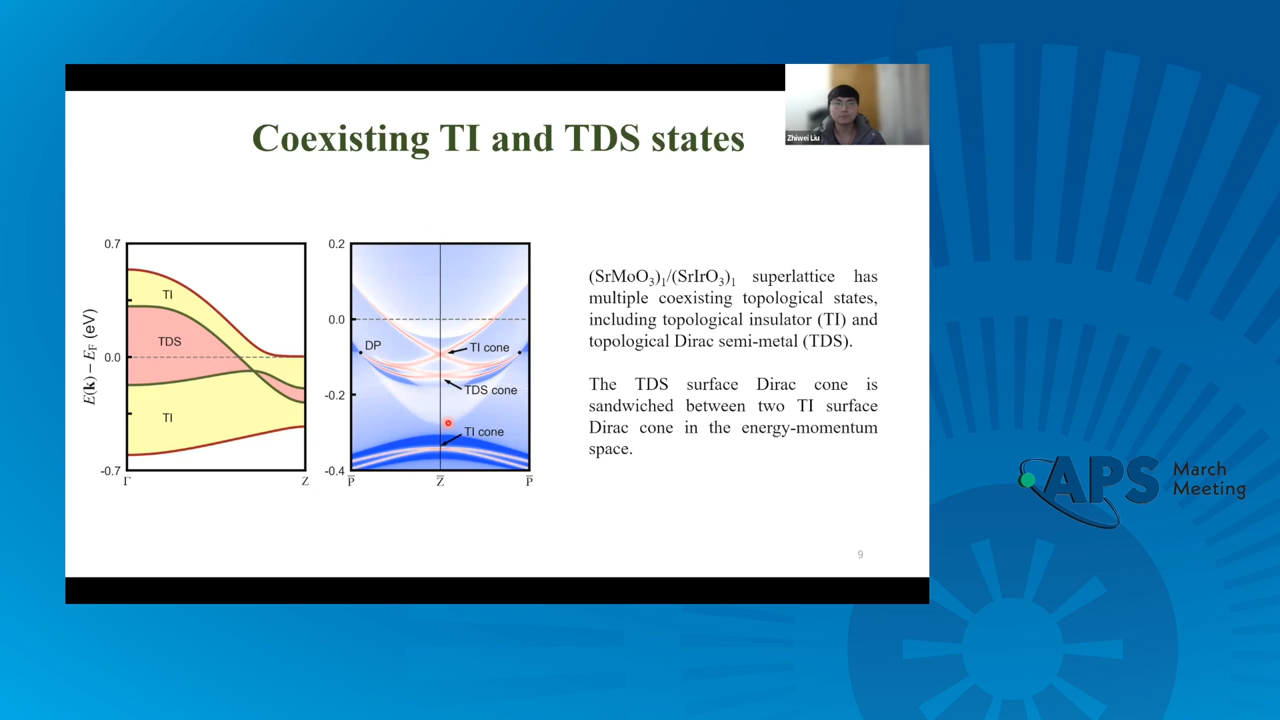 Zhiwei Liu
Coexisting TI and TDS states
0.7
0.0
-0.7
E(k) − E_F (eV)
TI
TDS
TI
Γ
Z
0.2
0.0
-0.2
-0.4
DP
TI cone
TDS cone
TI cone
P̅
Z̅
P̅
(SrMoO₃)₁/(SrIrO₃)₁ superlattice has
multiple coexisting topological states,
including topological insulator (TI) and
topological Dirac semi-metal (TDS).
The TDS surface Dirac cone is
sandwiched between two TI surface
Dirac cone in the energy-momentum
space.
9
APS
March
Meeting